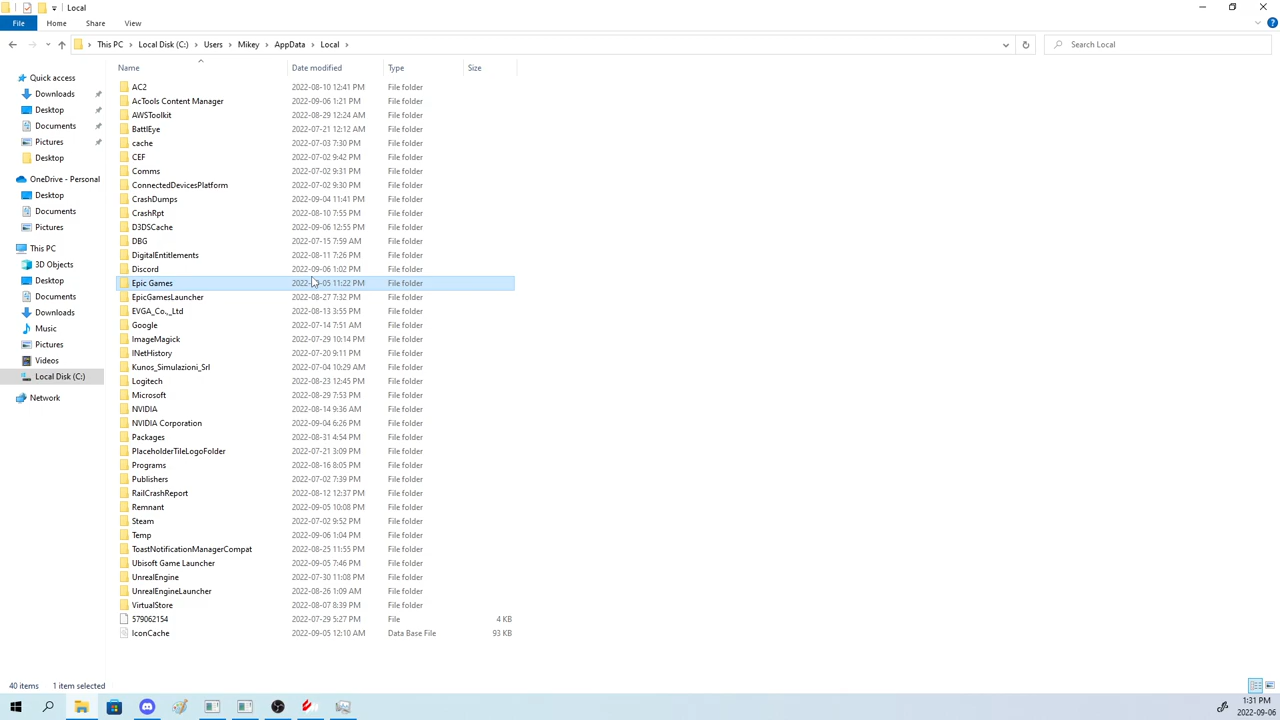 Local
File Home Share View
This PC Local Disk (C:) Users Mikey AppData Local Search Local
Name Date modified Type Size
Quick access
Downloads
Desktop
Documents
Pictures
Desktop
OneDrive - Personal
Desktop
Documents
Pictures
This PC
3D Objects
Desktop
Documents
Downloads
Music
Pictures
Videos
Local Disk (C:)
Network
AC2 2022-08-10 12:41 PM File folder
AcTools Content Manager 2022-09-06 1:21 PM File folder
AWSToolkit 2022-08-29 12:24 AM File folder
BattlEye 2022-07-21 12:12 AM File folder
cache 2022-07-03 7:30 PM File folder
CEF 2022-07-02 9:42 PM File folder
Comms 2022-07-02 9:31 PM File folder
ConnectedDevicesPlatform 2022-07-02 9:30 PM File folder
CrashDumps 2022-09-04 11:41 PM File folder
CrashRpt 2022-08-10 7:55 PM File folder
D3DSCache 2022-09-06 12:55 PM File folder
DBG 2022-07-15 7:59 AM File folder
DigitalEntitlements 2022-08-11 7:26 PM File folder
Discord 2022-09-06 1:02 PM File folder
Epic Games 2022-09-05 11:22 PM File folder
EpicGamesLauncher 2022-08-27 7:32 PM File folder
EVGA_Co.,_Ltd 2022-08-13 3:55 PM File folder
Google 2022-07-14 7:51 AM File folder
ImageMagick 2022-07-29 10:14 PM File folder
INetHistory 2022-07-20 9:11 PM File folder
Kunos_Simulazioni_Srl 2022-07-04 10:29 AM File folder
Logitech 2022-08-23 12:45 PM File folder
Microsoft 2022-08-29 7:53 PM File folder
NVIDIA 2022-08-14 9:36 AM File folder
NVIDIA Corporation 2022-09-04 6:26 PM File folder
Packages 2022-08-31 4:54 PM File folder
PlaceholderTileLogoFolder 2022-07-21 3:09 PM File folder
Programs 2022-08-16 8:05 PM File folder
Publishers 2022-07-02 7:39 PM File folder
RailCrashReport 2022-08-12 12:37 PM File folder
Remnant 2022-09-05 10:08 PM File folder
Steam 2022-07-02 9:52 PM File folder
Temp 2022-09-06 1:04 PM File folder
ToastNotificationManagerCompat 2022-08-25 11:55 PM File folder
Ubisoft Game Launcher 2022-09-05 7:46 PM File folder
UnrealEngine 2022-07-30 11:08 PM File folder
UnrealEngineLauncher 2022-08-26 1:09 AM File folder
VirtualStore 2022-08-07 8:39 PM File folder
579062154 2022-07-29 5:27 PM File 4 KB
IconCache 2022-09-05 12:10 AM Data Base File 93 KB
40 items 1 item selected
1:31 PM
2022-09-06